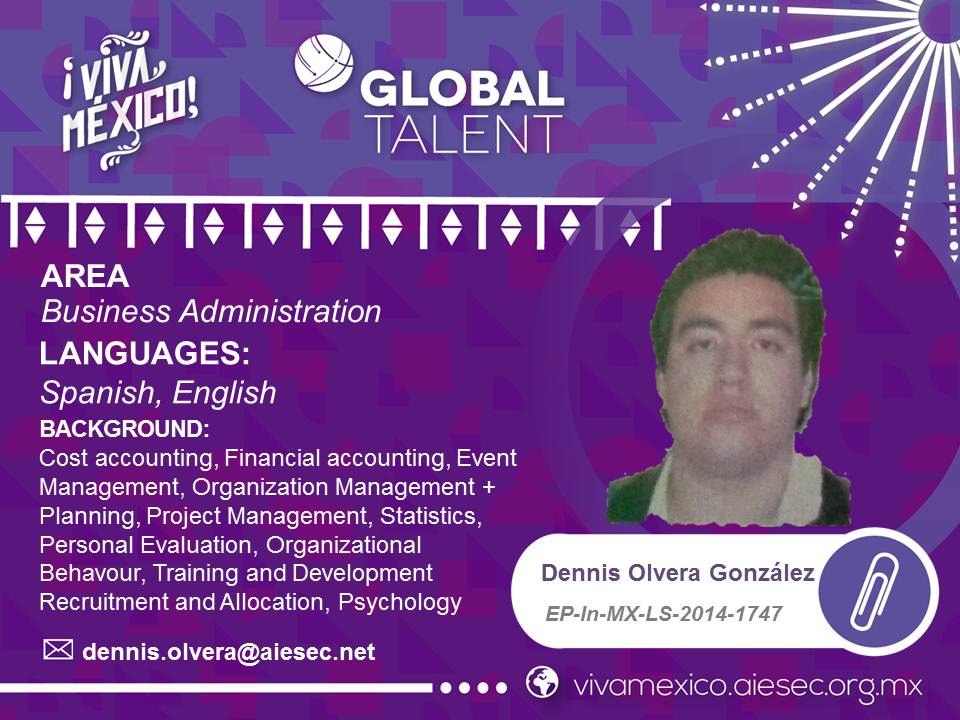 ¡VIVA
MÉXICO!
GLOBAL
TALENT
AREA
Business Administration
LANGUAGES:
Spanish, English
BACKGROUND:
Cost accounting, Financial accounting, Event
Management, Organization Management +
Planning, Project Management, Statistics,
Personal Evaluation, Organizational
Behavour, Training and Development
Recruitment and Allocation, Psychology
dennis.olvera@aiesec.net
Dennis Olvera González
EP-In-MX-LS-2014-1747
vivamexico.aiesec.org.mx